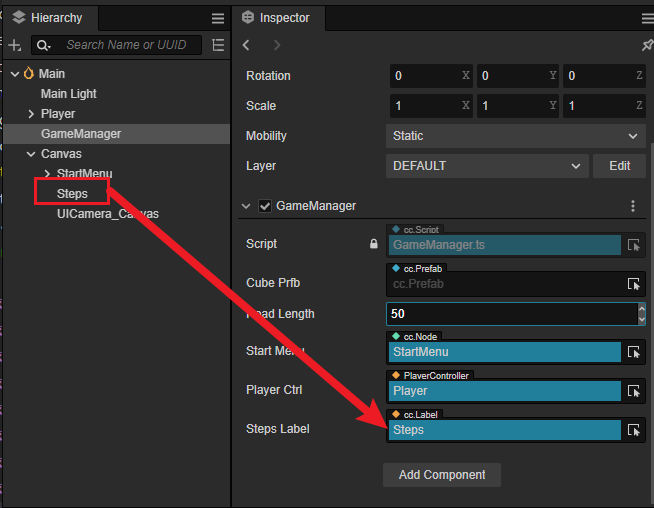 Hierarchy
Search Name or UUID
Main
Main Light
Player
GameManager
Canvas
StartMenu
Steps
UICamera_Canvas
Inspector
Rotation 0 X 0 Y 0 Z
Scale 1 X 1 Y 1 Z
Mobility Static
Layer DEFAULT Edit
GameManager
cc.Script
Script GameManager.ts
cc.Prefab
Cube Prfb cc.Prefab
Road Length 50
cc.Node
Start Menu StartMenu
PlayerController
Player Ctrl Player
cc.Label
Steps Label Steps
Add Component